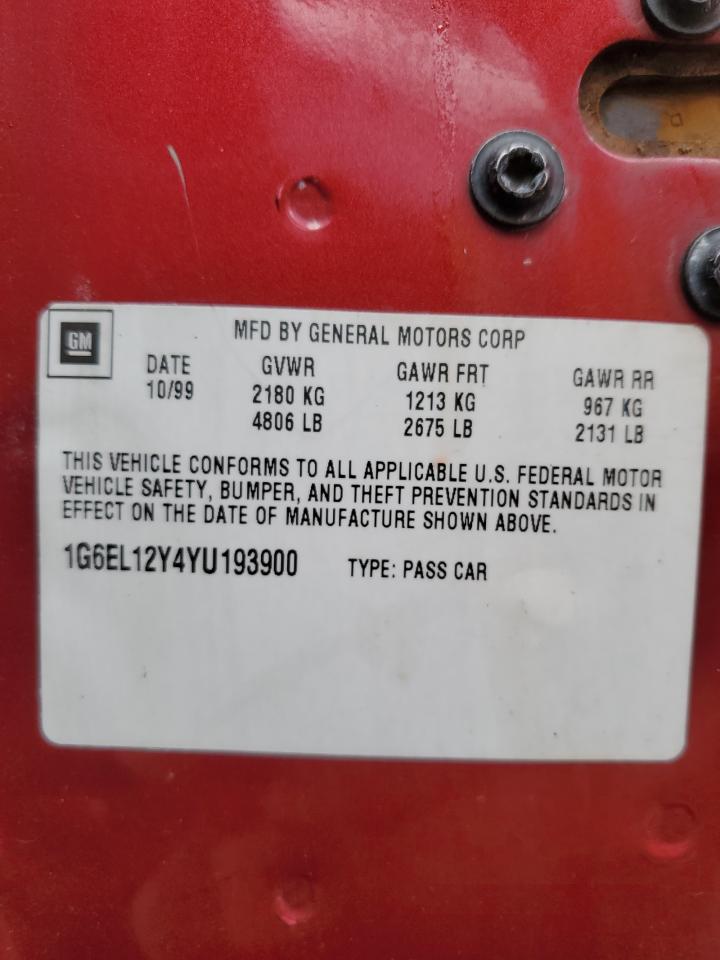 GM
MFD BY GENERAL MOTORS CORP
DATE GVWR GAWR FRT GAWR RR
10/99 2180 KG 1213 KG 967 KG
4806 LB 2675 LB 2131 LB
THIS VEHICLE CONFORMS TO ALL APPLICABLE U.S. FEDERAL MOTOR
VEHICLE SAFETY, BUMPER, AND THEFT PREVENTION STANDARDS IN
EFFECT ON THE DATE OF MANUFACTURE SHOWN ABOVE.
1G6EL12Y4YU193900 TYPE: PASS CAR